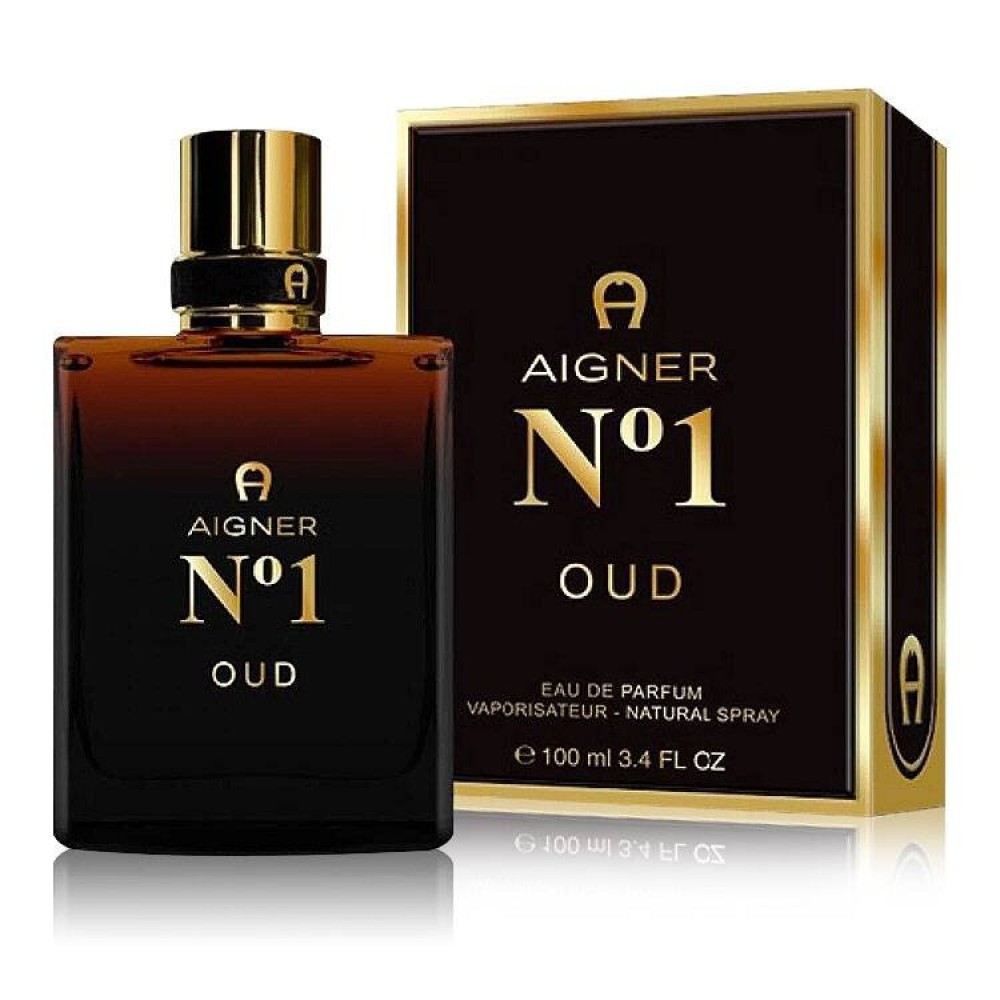 AIGNER
Nº1
OUD
AIGNER
Nº1
OUD
EAU DE PARFUM
VAPORISATEUR - NATURAL SPRAY
℮ 100 ml 3.4 FL OZ